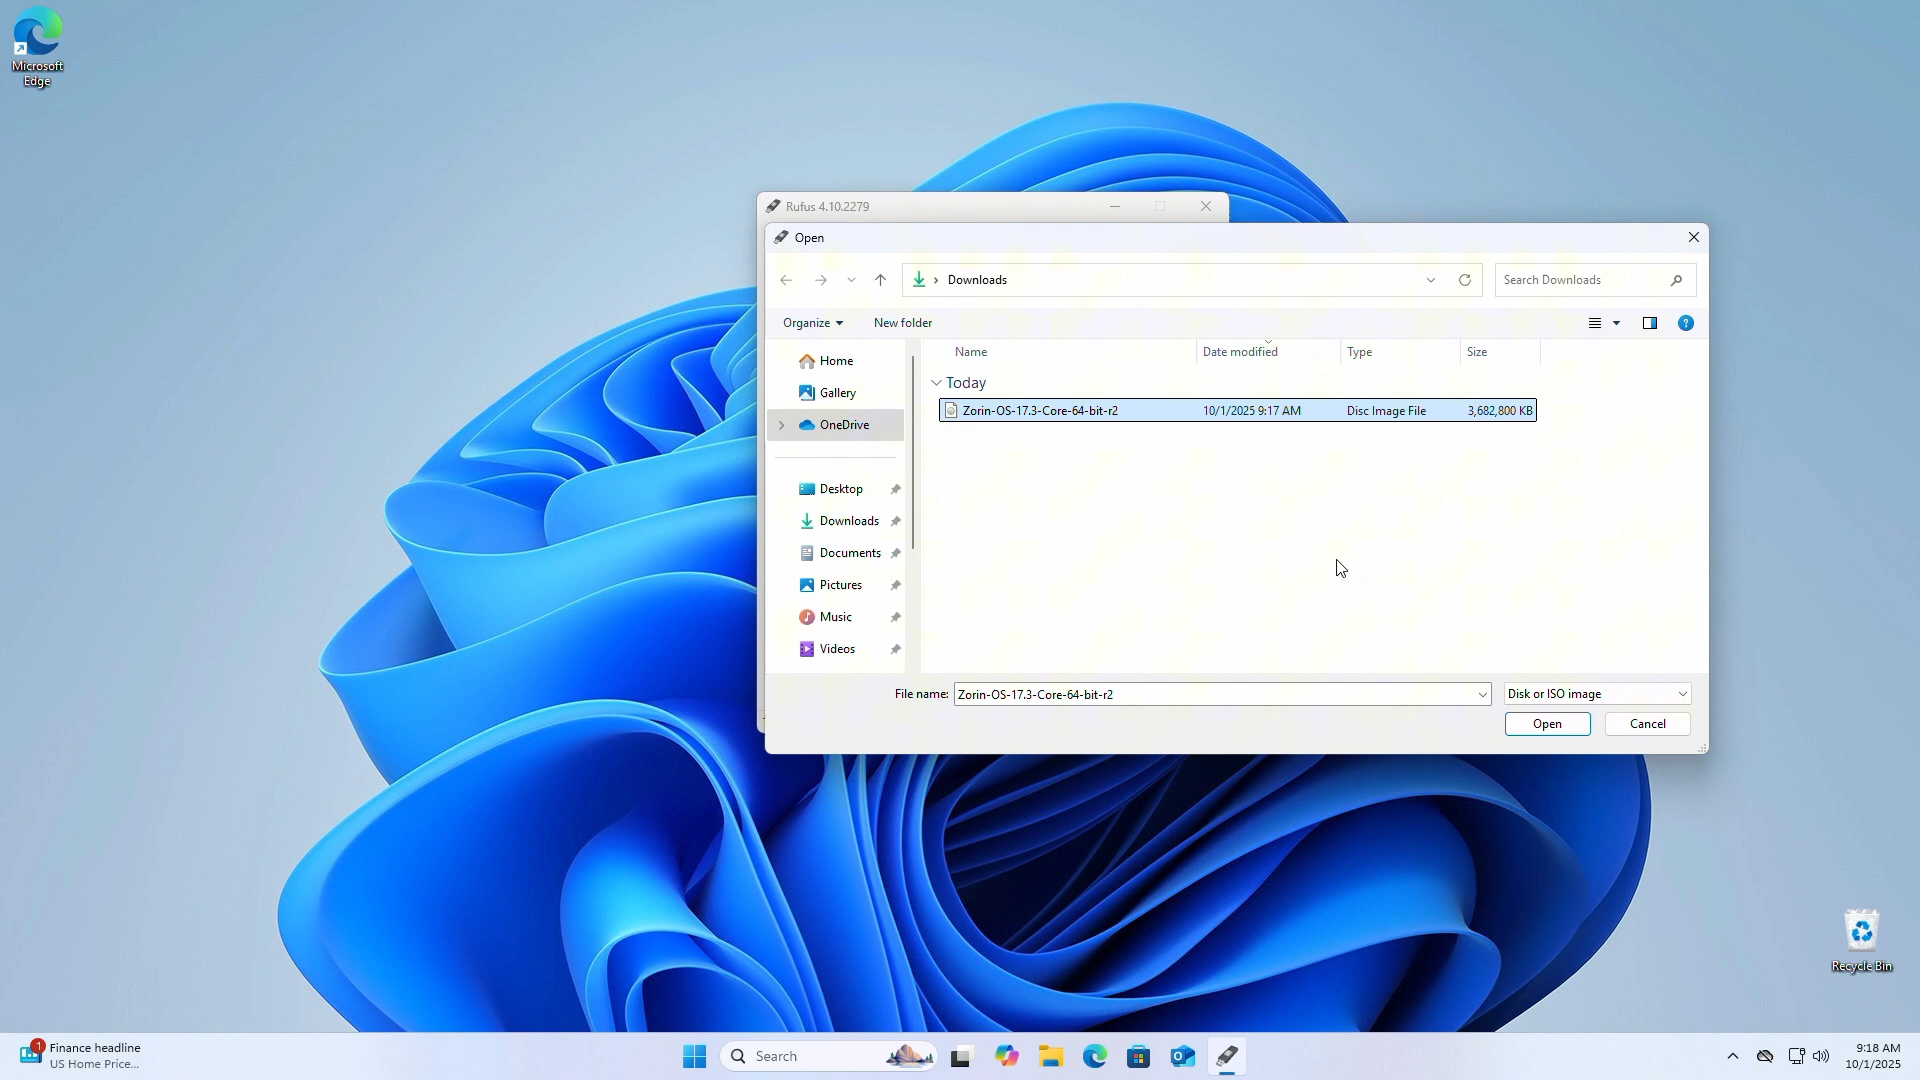 Microsoft
Edge
Rufus 4.10.2279
Open
Downloads
Search Downloads
Organize
New folder
Home
Gallery
OneDrive
Desktop
Downloads
Documents
Pictures
Music
Videos
Name
Date modified
Type
Size
Today
Zorin-OS-17.3-Core-64-bit-r2 10/1/2025 9:17 AM Disc Image File 3,682,800 KB
File name: Zorin-OS-17.3-Core-64-bit-r2
Disk or ISO image
Open
Cancel
Recycle Bin
1
Finance headline
US Home Price...
Search
9:18 AM
10/1/2025